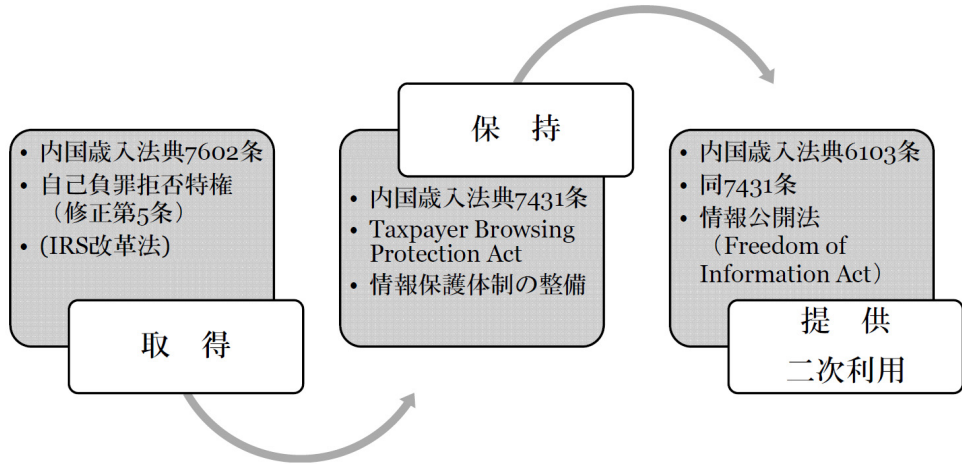 • 内国歳入法典7602条
• 自己負罪拒否特権
（修正第5条）
• (IRS改革法)
取　得
保　持
• 内国歳入法典7431条
• Taxpayer Browsing
Protection Act
• 情報保護体制の整備
• 内国歳入法典6103条
• 同7431条
• 情報公開法
（Freedom of
Information Act）
提　供
二次利用